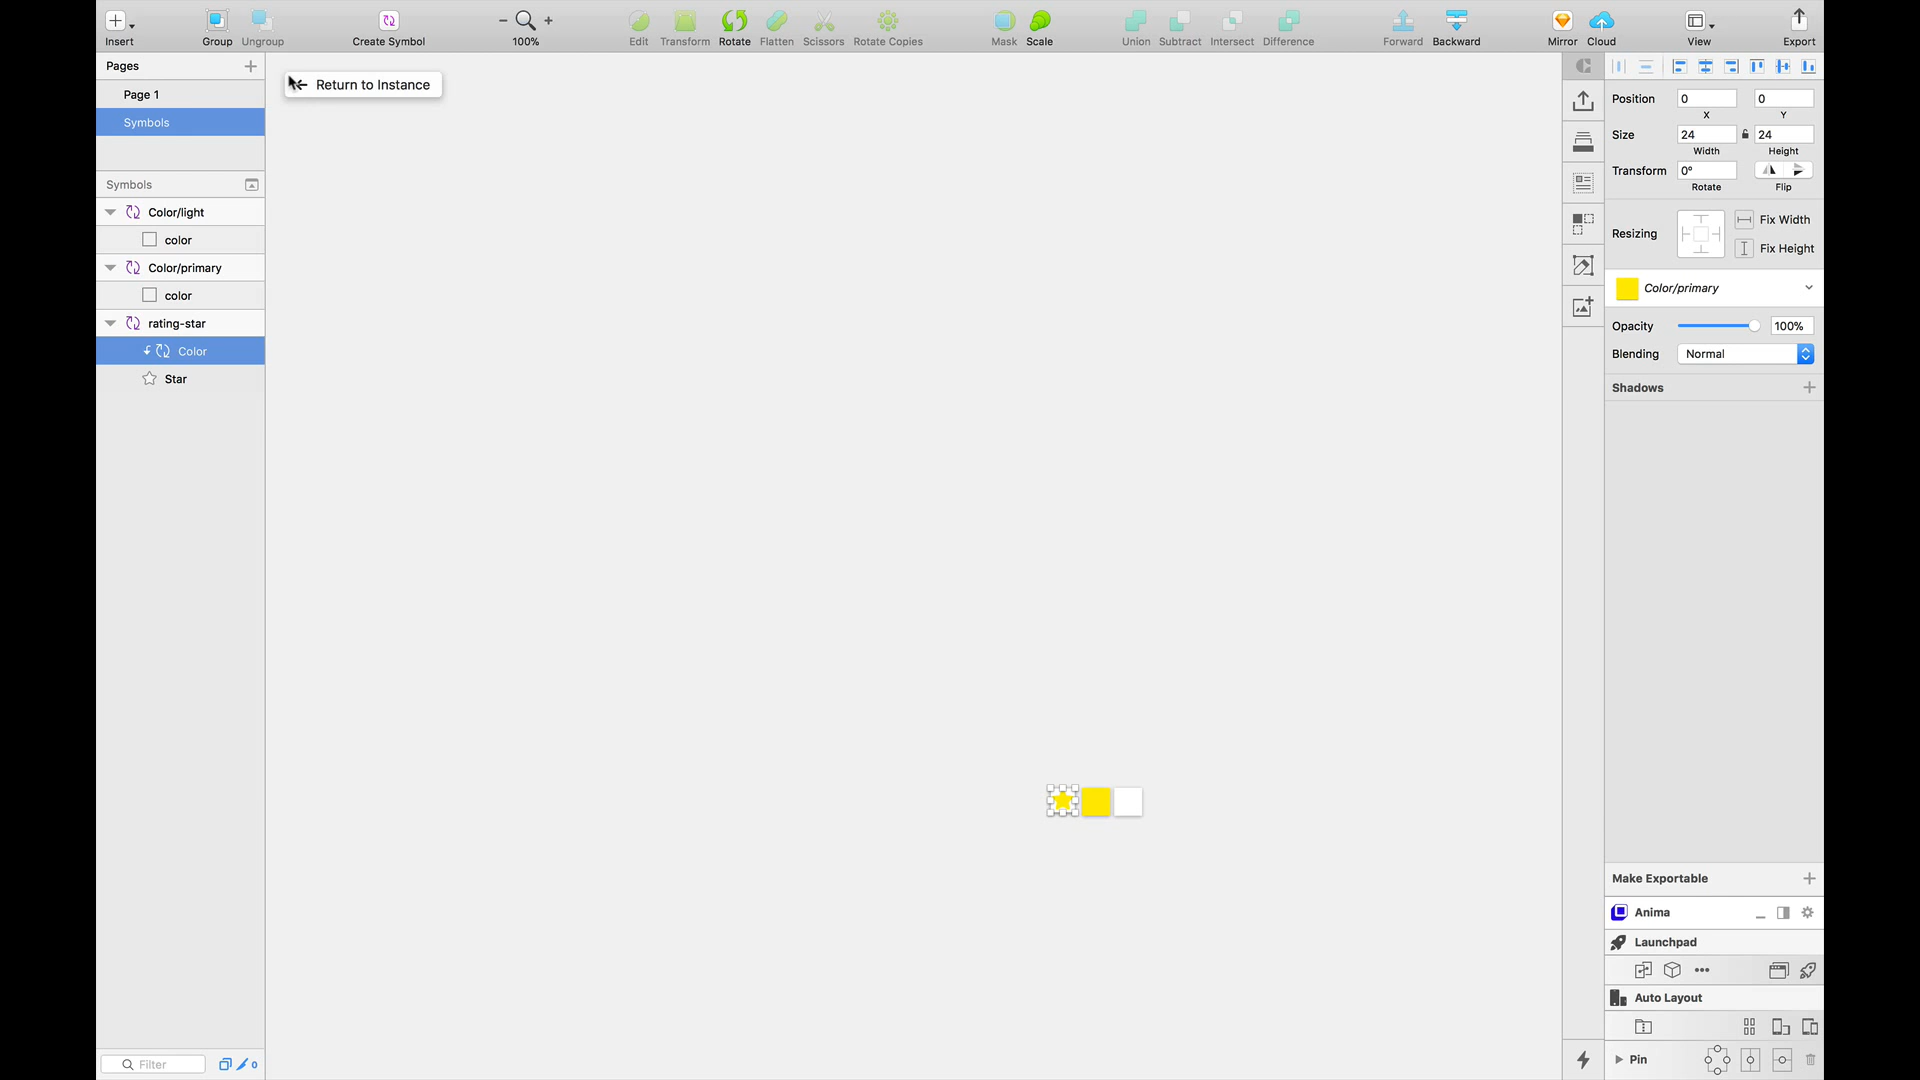 Insert
Group
Ungroup
Create Symbol
100%
Edit
Transform
Rotate
Flatten
Scissors
Rotate Copies
Mask
Scale
Union
Subtract
Intersect
Difference
Forward
Backward
Mirror
Cloud
View
Export
Pages
Page 1
Symbols
Symbols
Color/light
color
Color/primary
color
rating-star
Color
Star
Filter
0
Return to Instance
Position
0
0
X
Y
Size
24
24
Width
Height
Transform
0°
Rotate
Flip
Resizing
Fix Width
Fix Height
Color/primary
Opacity
100%
Blending
Normal
Shadows
Make Exportable
Anima
Launchpad
Auto Layout
Pin